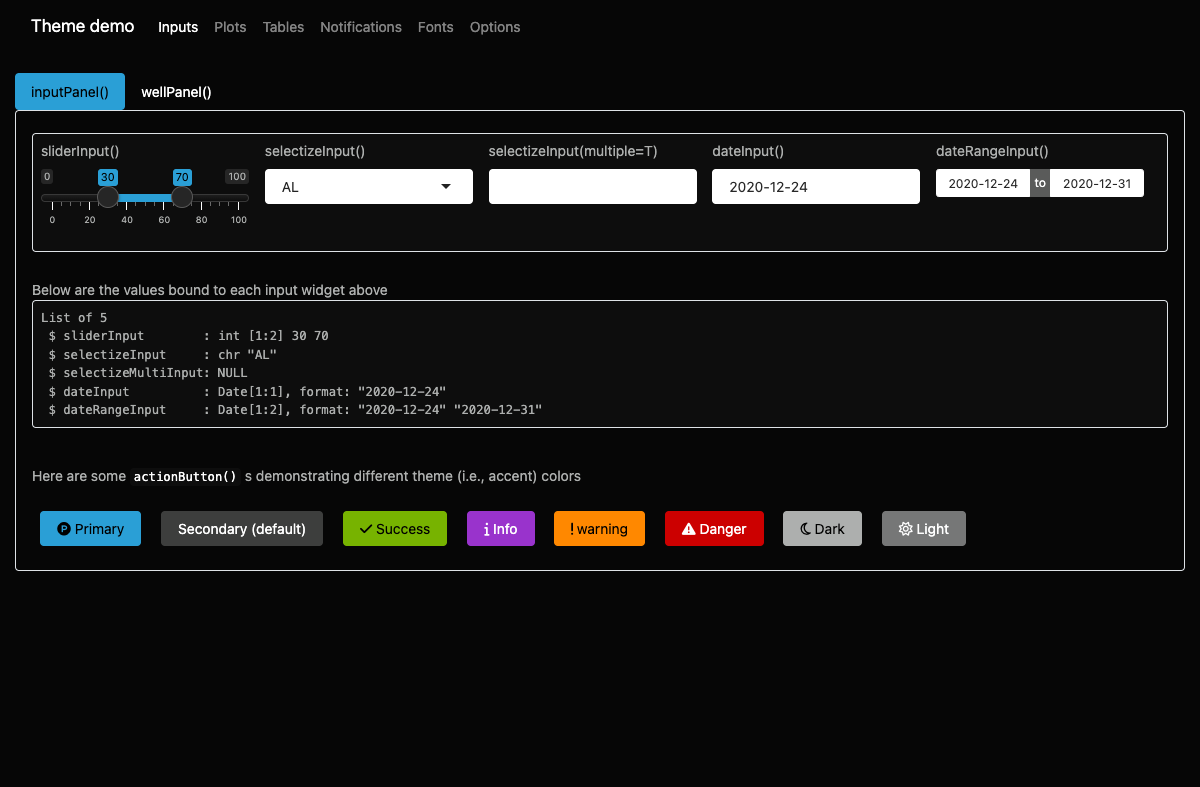 Theme demo Inputs Plots Tables Notifications Fonts Options
inputPanel() wellPanel()
sliderInput() selectizeInput() selectizeInput(multiple=T) dateInput() dateRangeInput()
0 30 70 100
AL 2020-12-24 2020-12-24 to 2020-12-31
0 20 40 60 80 100
Below are the values bound to each input widget above
List of 5
$ sliderInput : int [1:2] 30 70
$ selectizeInput : chr "AL"
$ selectizeMultiInput: NULL
$ dateInput : Date[1:1], format: "2020-12-24"
$ dateRangeInput : Date[1:2], format: "2020-12-24" "2020-12-31"
Here are some actionButton() s demonstrating different theme (i.e., accent) colors
Primary Secondary (default) Success Info warning Danger Dark Light